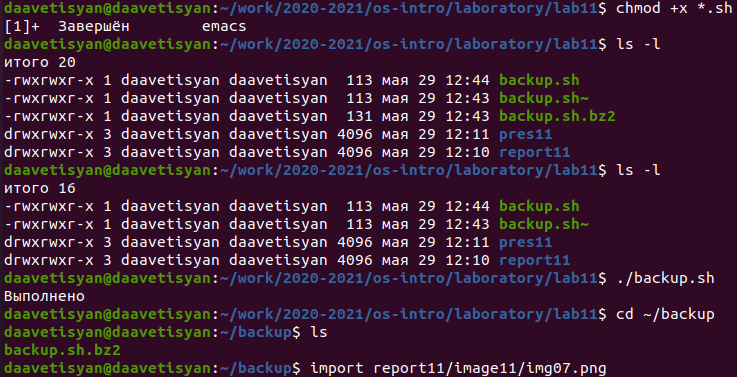 daavetisyan@daavetisyan:~/work/2020-2021/os-intro/laboratory/lab11$ chmod +x *.sh
[1]+  Завершён        emacs
daavetisyan@daavetisyan:~/work/2020-2021/os-intro/laboratory/lab11$ ls -l
итого 20
-rwxrwxr-x 1 daavetisyan daavetisyan  113 мая 29 12:44 backup.sh
-rwxrwxr-x 1 daavetisyan daavetisyan  113 мая 29 12:43 backup.sh~
-rwxrwxr-x 1 daavetisyan daavetisyan  131 мая 29 12:43 backup.sh.bz2
drwxrwxr-x 3 daavetisyan daavetisyan 4096 мая 29 12:11 pres11
drwxrwxr-x 3 daavetisyan daavetisyan 4096 мая 29 12:10 report11
daavetisyan@daavetisyan:~/work/2020-2021/os-intro/laboratory/lab11$ ls -l
итого 16
-rwxrwxr-x 1 daavetisyan daavetisyan  113 мая 29 12:44 backup.sh
-rwxrwxr-x 1 daavetisyan daavetisyan  113 мая 29 12:43 backup.sh~
drwxrwxr-x 3 daavetisyan daavetisyan 4096 мая 29 12:11 pres11
drwxrwxr-x 3 daavetisyan daavetisyan 4096 мая 29 12:10 report11
daavetisyan@daavetisyan:~/work/2020-2021/os-intro/laboratory/lab11$ ./backup.sh
Выполнено
daavetisyan@daavetisyan:~/work/2020-2021/os-intro/laboratory/lab11$ cd ~/backup
daavetisyan@daavetisyan:~/backup$ ls
backup.sh.bz2
daavetisyan@daavetisyan:~/backup$ import report11/image11/img07.png